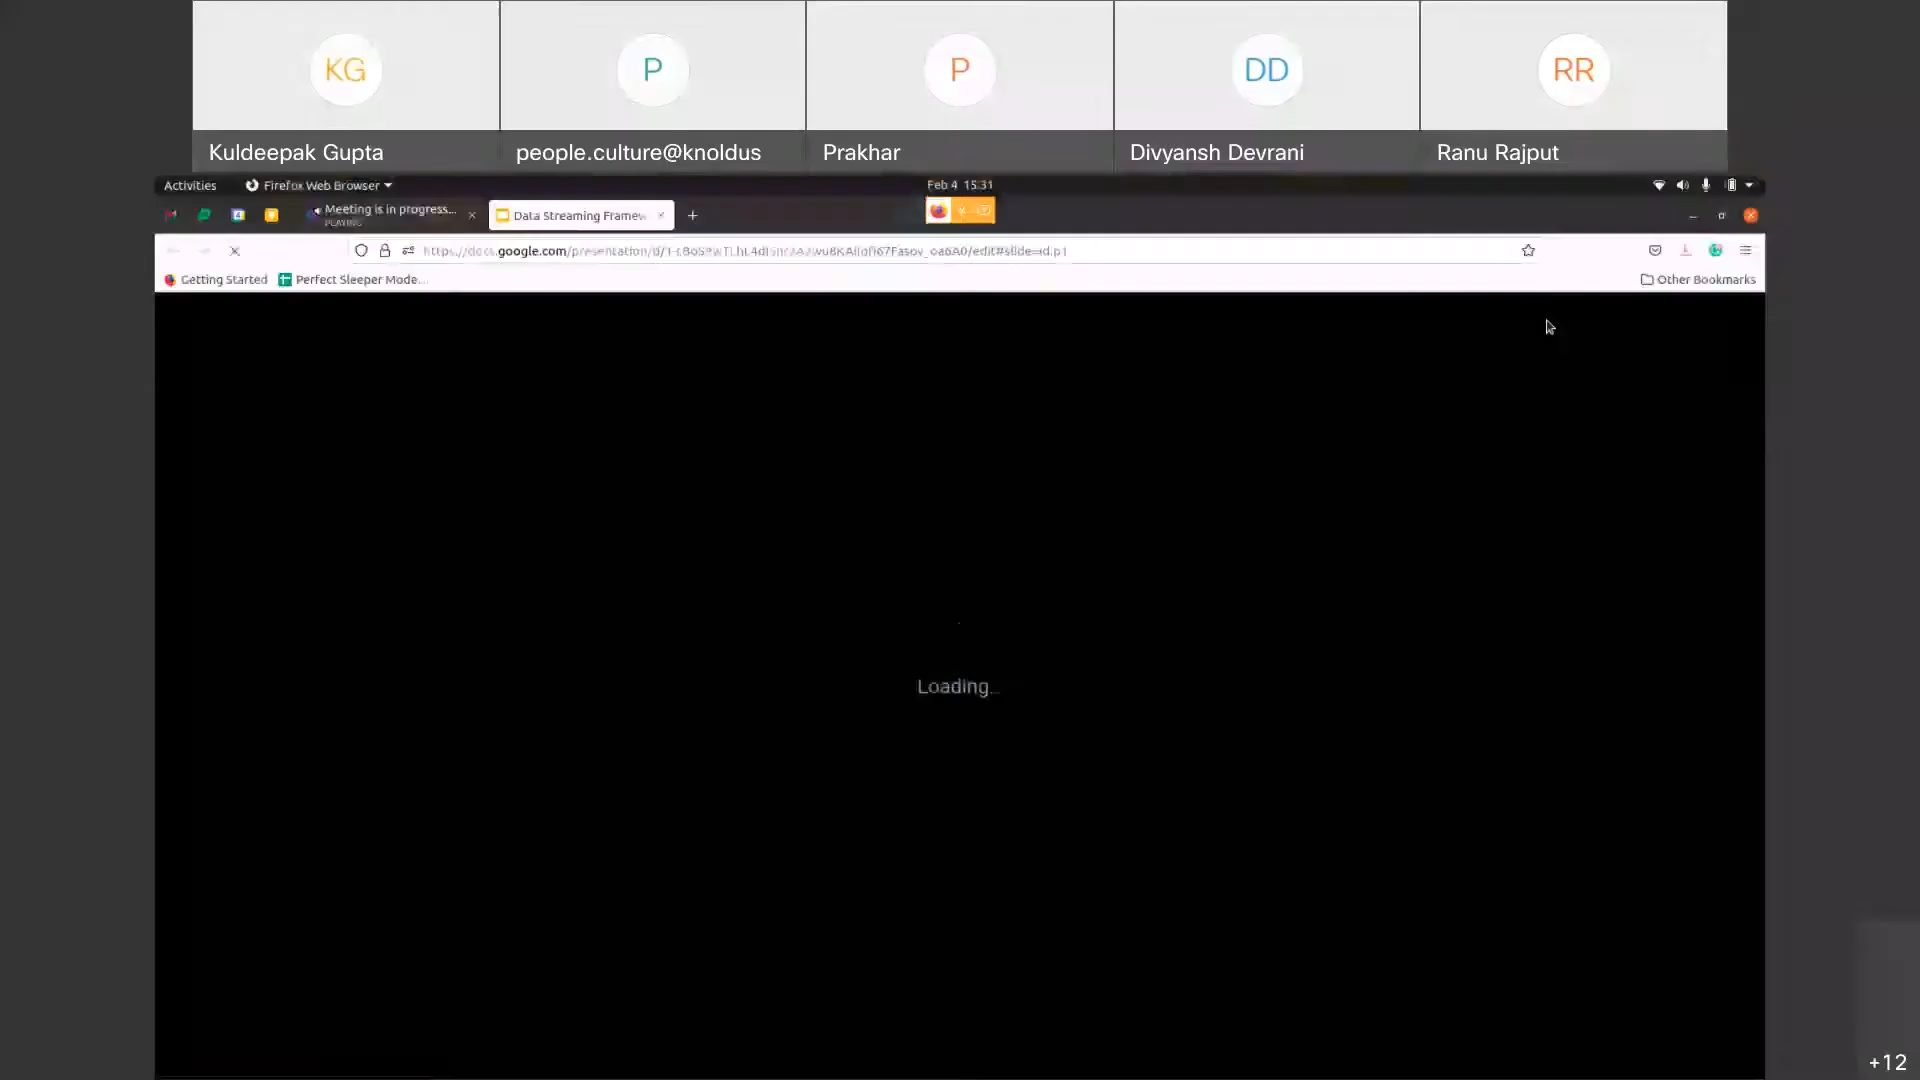 KG
P
P
DD
RR
Kuldeepak Gupta
people.culture@knoldus
Prakhar
Divyansh Devrani
Ranu Rajput
Activities
Firefox Web Browser
Feb 4 15:31
Meeting is in progress...
PLAYING
Data Streaming Framew
google.com
Getting Started
Perfect Sleeper Mode...
Other Bookmarks
Loading...
+12